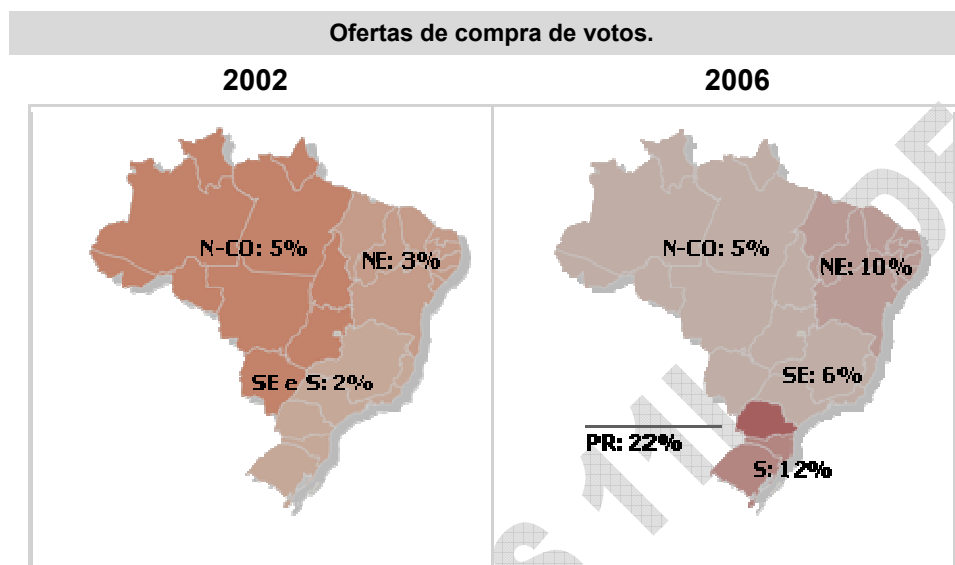 Ofertas de compra de votos.
2002
2006
N-CO: 5%
NE: 3%
SE e S: 2%
N-CO: 5%
NE: 10%
SE: 6%
PR: 22%
S: 12%